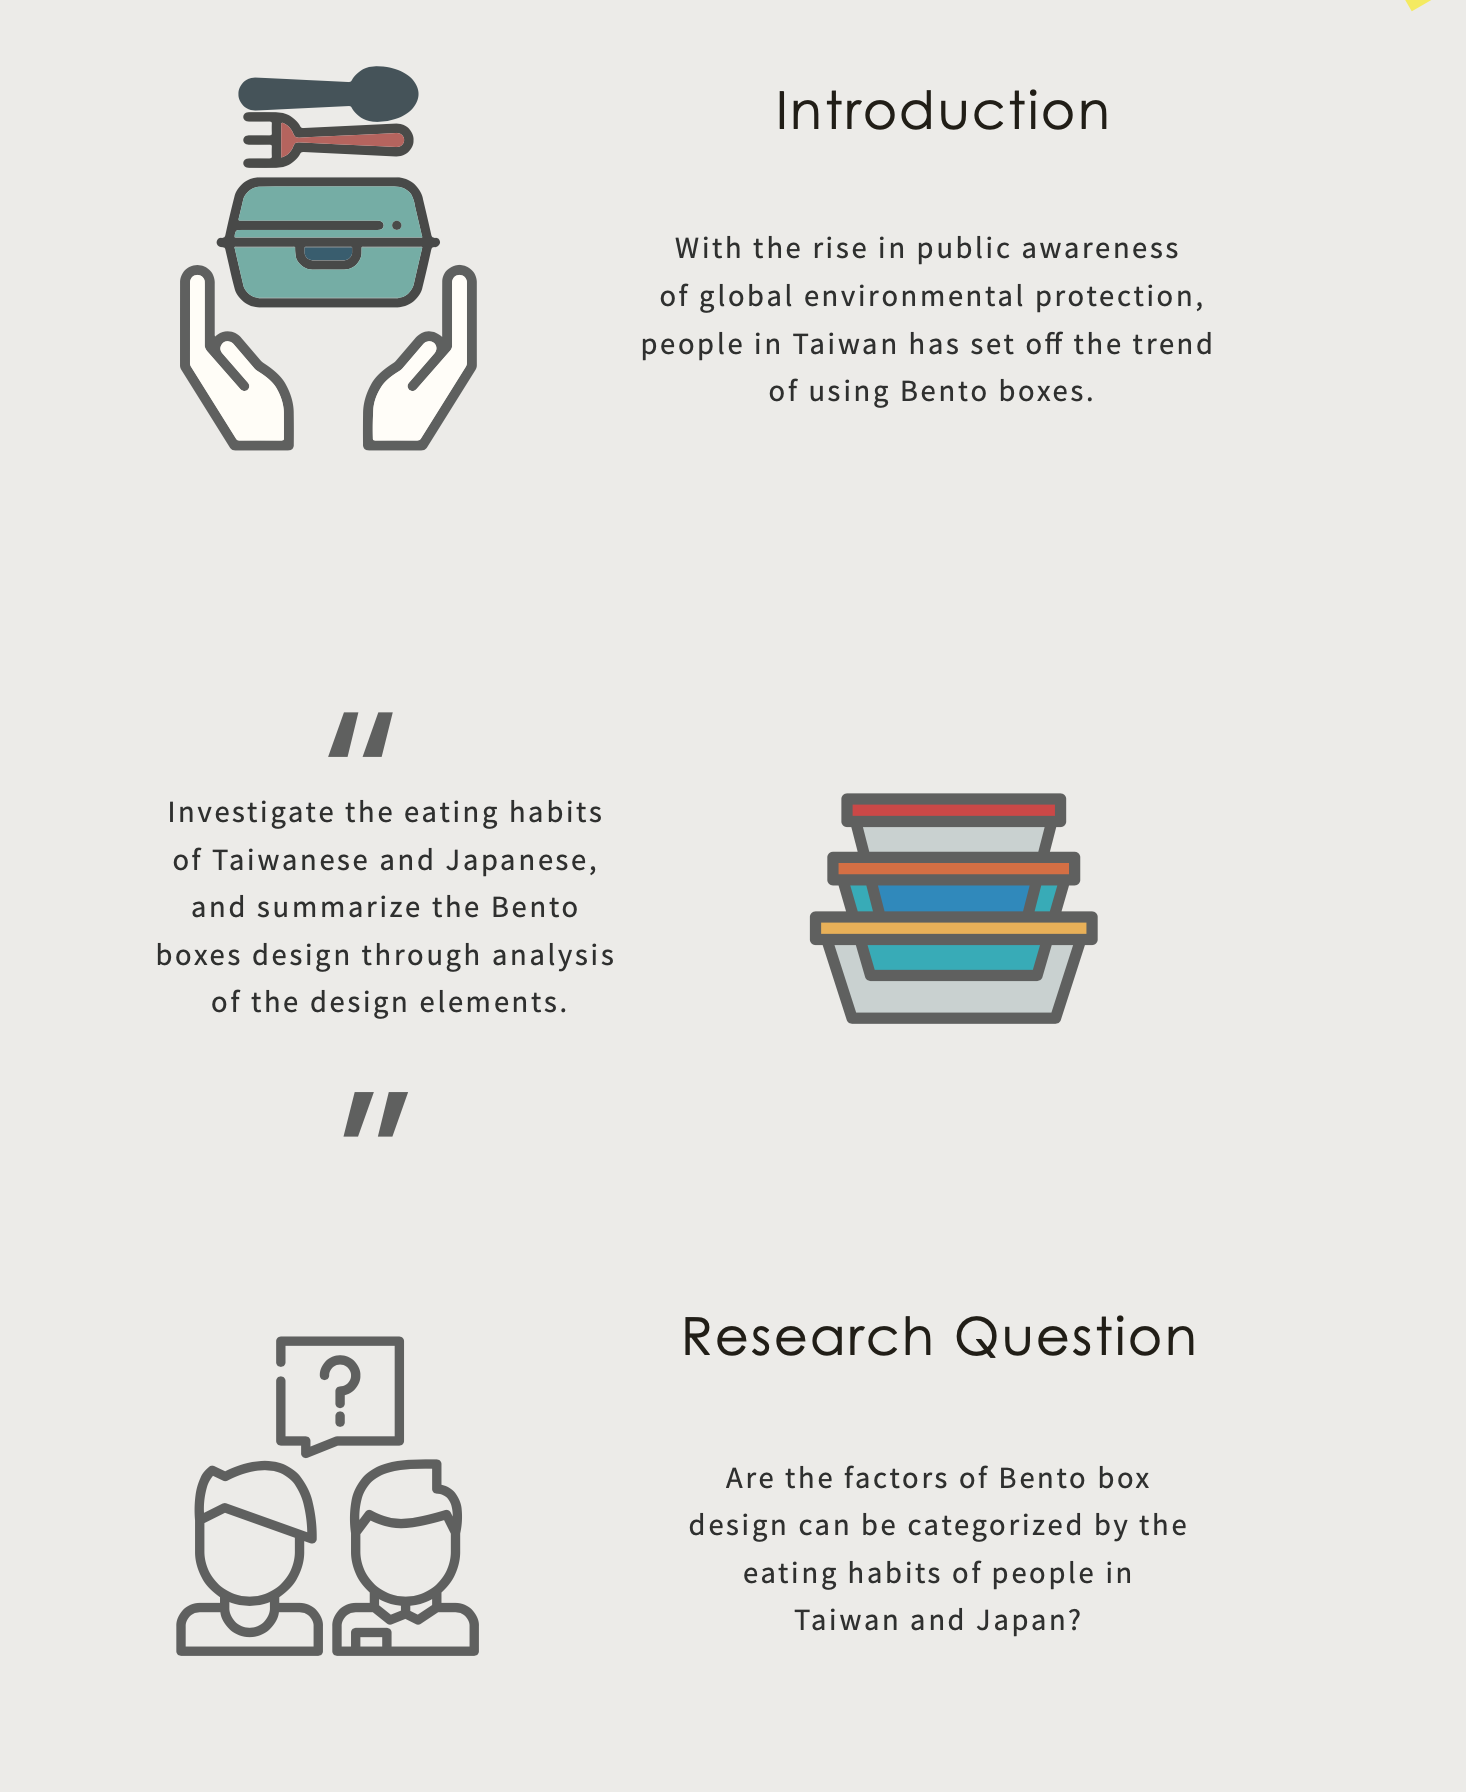 Introduction
With the rise in public awareness
of global environmental protection,
people in Taiwan has set off the trend
of using Bento boxes.
"
Investigate the eating habits
of Taiwanese and Japanese,
and summarize the Bento
boxes design through analysis
of the design elements.
"
?
Research Question
Are the factors of Bento box
design can be categorized by the
eating habits of people in
Taiwan and Japan?